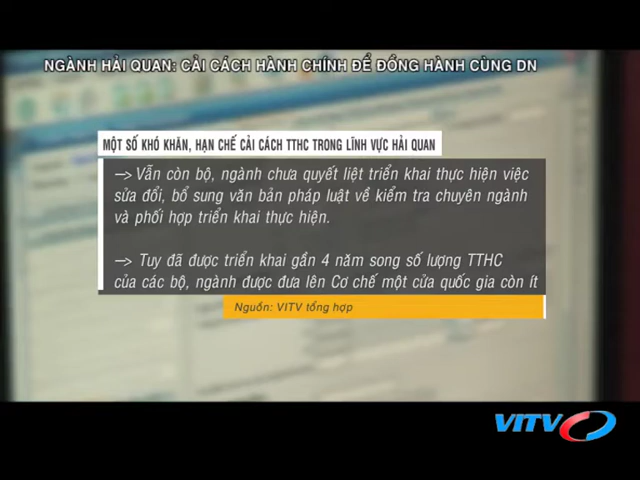 NGÀNH HẢI QUAN: CẢI CÁCH HÀNH CHÍNH ĐỂ ĐỒNG HÀNH CÙNG DN
MỘT SỐ KHÓ KHĂN, HẠN CHẾ CẢI CÁCH TTHC TRONG LĨNH VỰC HẢI QUAN
—> Vẫn còn bộ, ngành chưa quyết liệt triển khai thực hiện việc
sửa đổi, bổ sung văn bản pháp luật về kiểm tra chuyên ngành
và phối hợp triển khai thực hiện.
—> Tuy đã được triển khai gần 4 năm song số lượng TTHC
của các bộ, ngành được đưa lên Cơ chế một cửa quốc gia còn ít
Nguồn: VITV tổng hợp
VITV